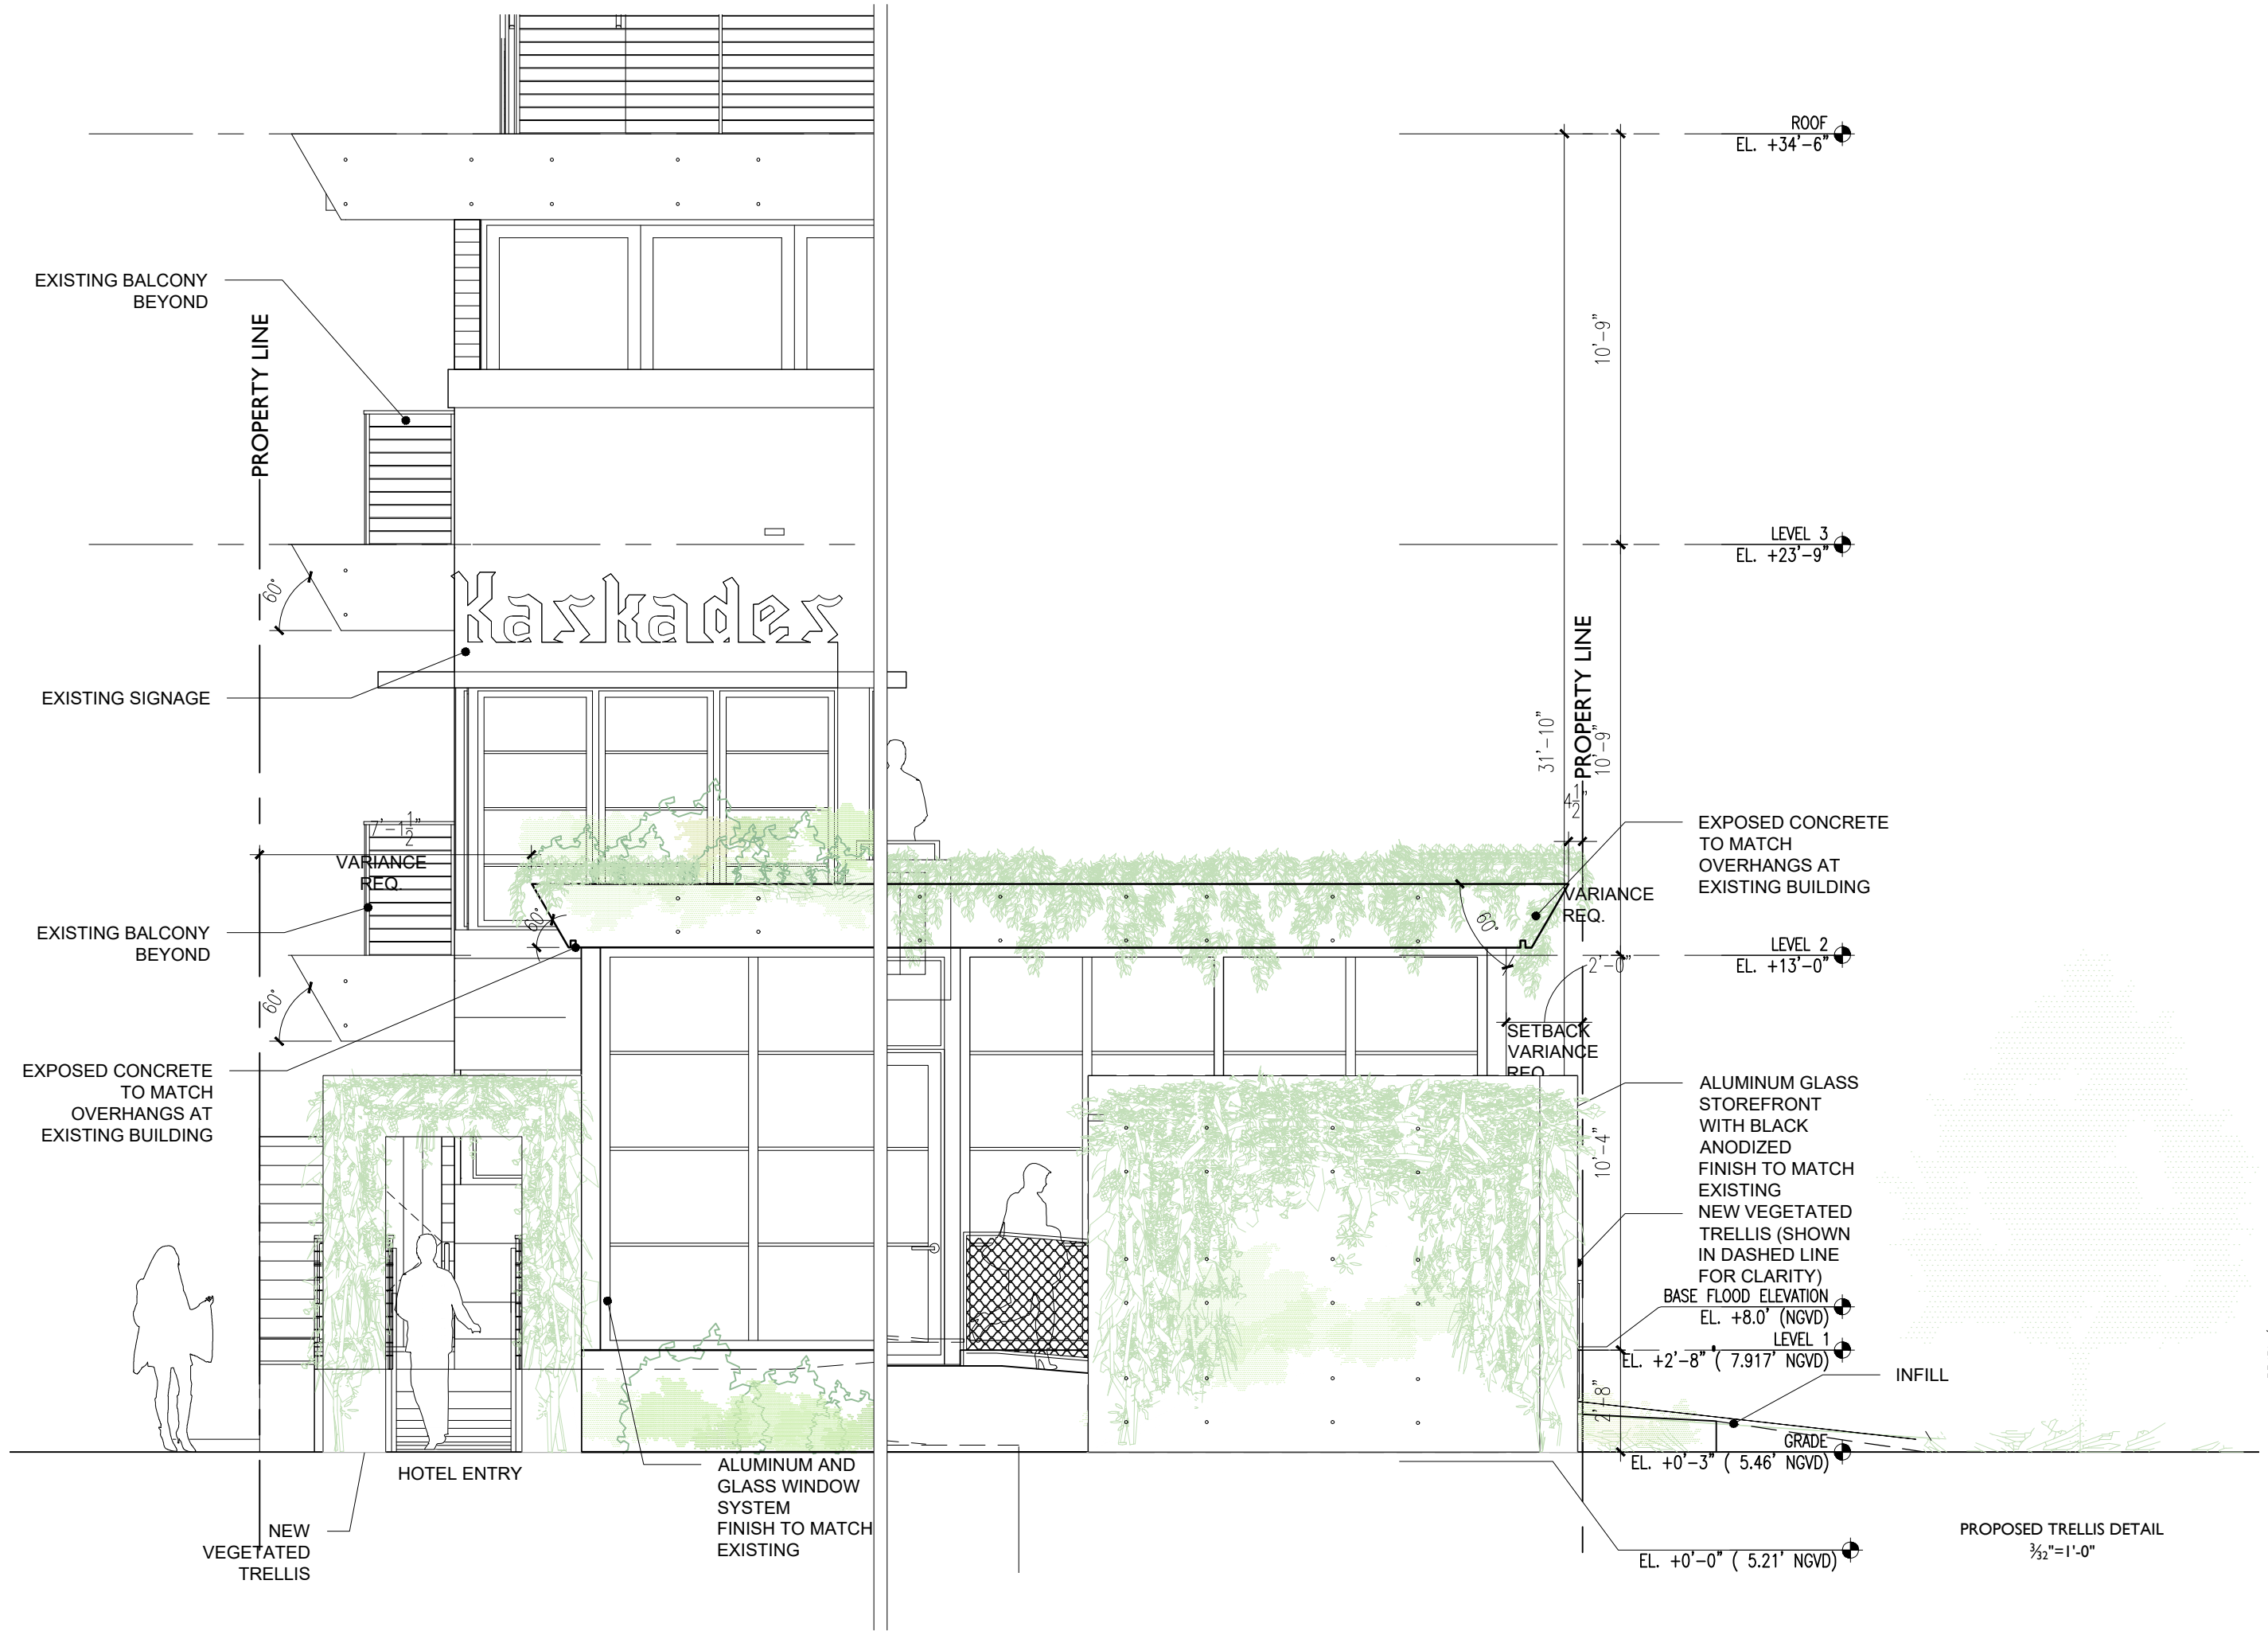 ROOF
EL. +34'-6"
EXISTING BALCONY
BEYOND
PROPERTY LINE
10'-9"
LEVEL 3
EL. +23'-9"
60°
Kaskades
EXISTING SIGNAGE
PROPERTY LINE
31'-10"
10'-9"
4 1/2"
7'-1 1/2"
VARIANCE
REQ.
EXPOSED CONCRETE
TO MATCH
OVERHANGS AT
EXISTING BUILDING
VARIANCE
REQ.
60°
60°
EXISTING BALCONY
BEYOND
LEVEL 2
EL. +13'-0"
2'-0"
60°
SETBACK
VARIANCE
REQ.
EXPOSED CONCRETE
TO MATCH
OVERHANGS AT
EXISTING BUILDING
ALUMINUM GLASS
STOREFRONT
WITH BLACK
ANODIZED
FINISH TO MATCH
EXISTING
10'-4"
NEW VEGETATED
TRELLIS (SHOWN
IN DASHED LINE
FOR CLARITY)
BASE FLOOD ELEVATION
EL. +8.0' (NGVD)
LEVEL 1
EL. +2'-8" ( 7.917' NGVD)
INFILL
2'-8"
GRADE
EL. +0'-3" ( 5.46' NGVD)
HOTEL ENTRY
ALUMINUM AND
GLASS WINDOW
SYSTEM
FINISH TO MATCH
EXISTING
NEW
VEGETATED
TRELLIS
EL. +0'-0" ( 5.21' NGVD)
PROPOSED TRELLIS DETAIL
3/32"=1'-0"